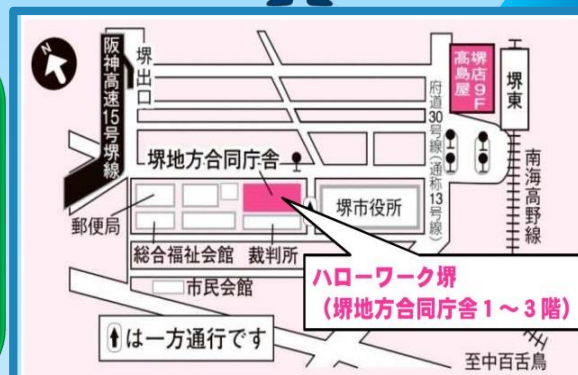 N
阪神高速15号堺線
堺出口
府道30号線(通称13号線)
堺店9F
髙島屋
堺東
南海高野線
堺地方合同庁舎
郵便局
堺市役所
総合福祉会館
裁判所
市民会館
ハローワーク堺
(堺地方合同庁舎1~3階)
は一方通行です
至中百舌鳥